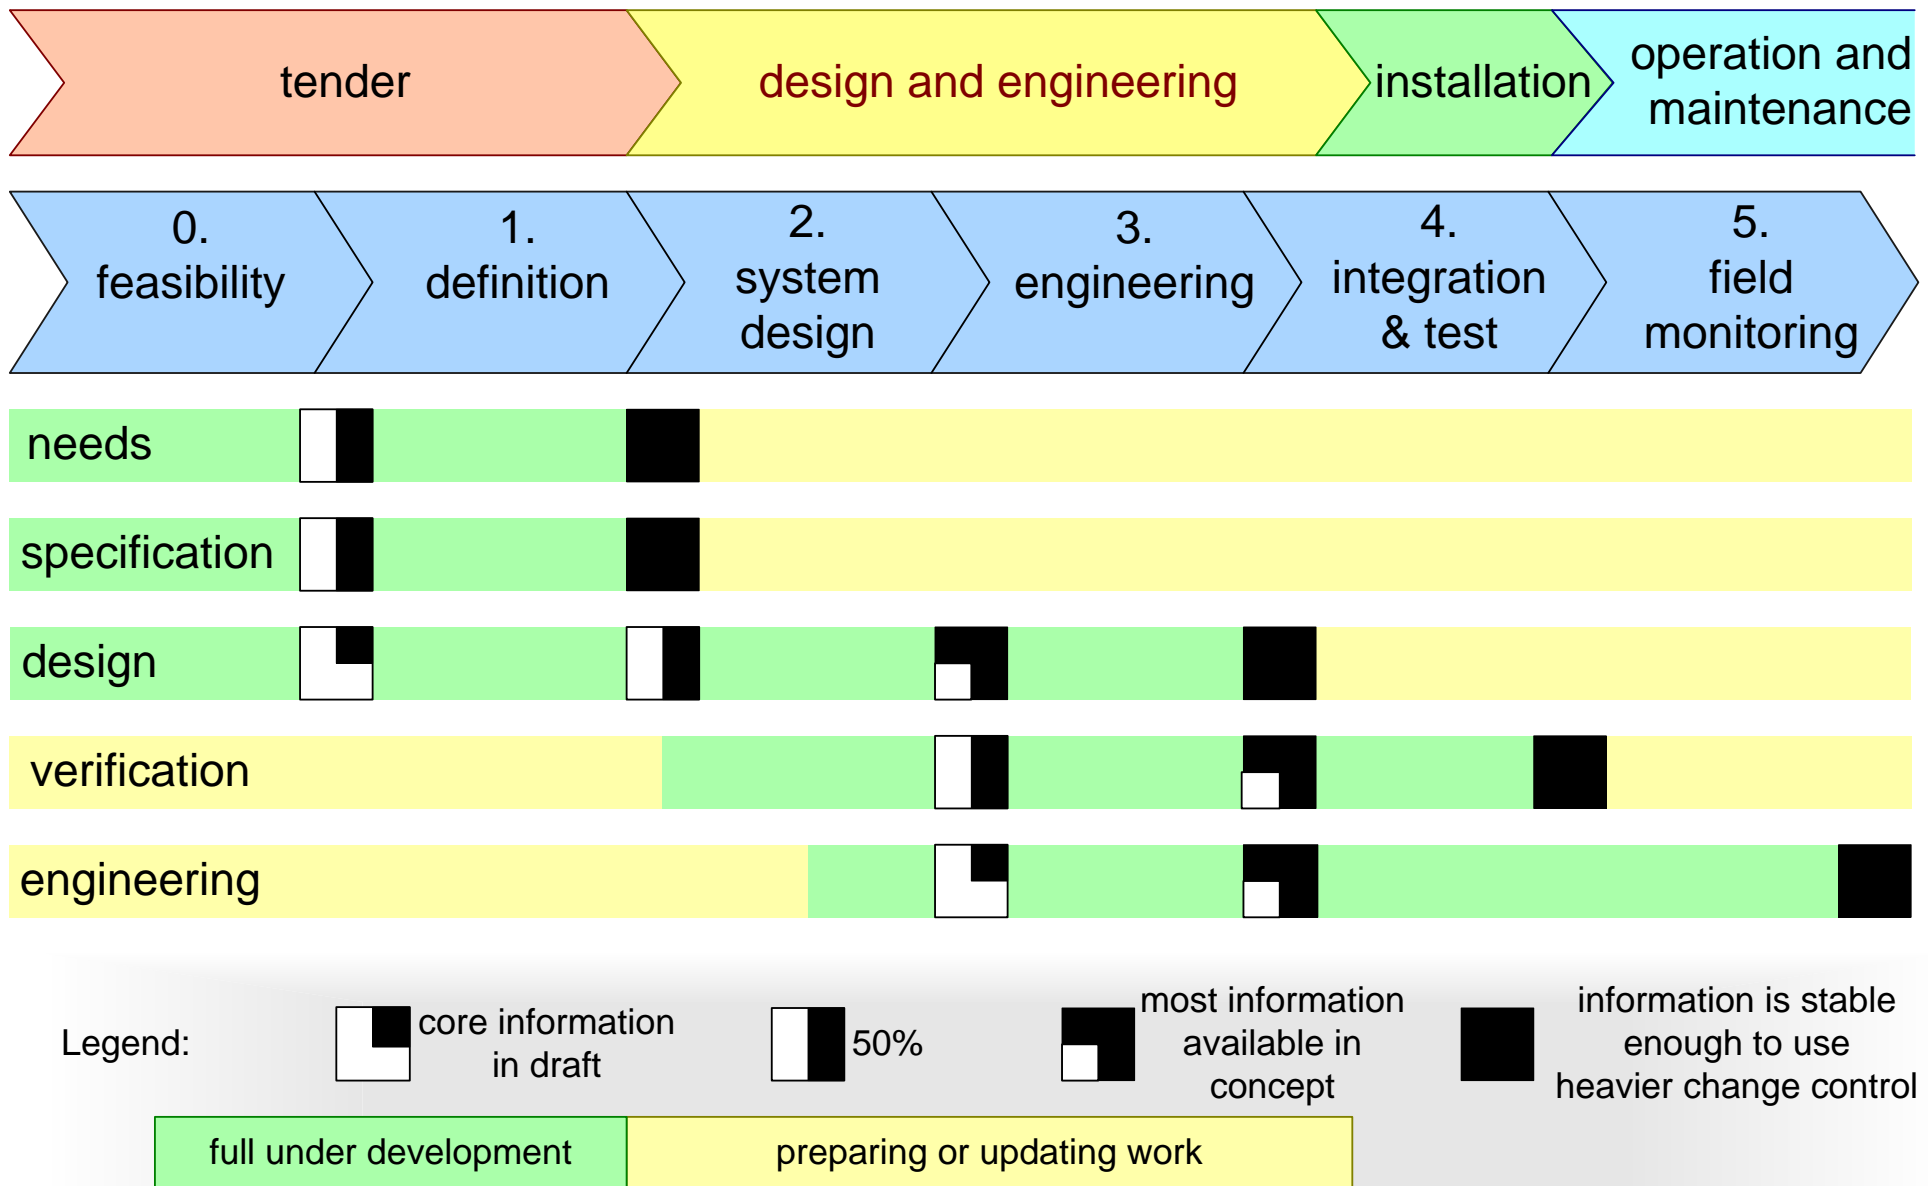 tender
design and engineering
installation
operation and
maintenance
0.
feasibility
1.
definition
2.
system
design
3.
engineering
4.
integration
& test
5.
field
monitoring
needs
specification
design
verification
engineering
Legend:
core information
in draft
50%
most information
available in
concept
information is stable
enough to use
heavier change control
full under development
preparing or updating work